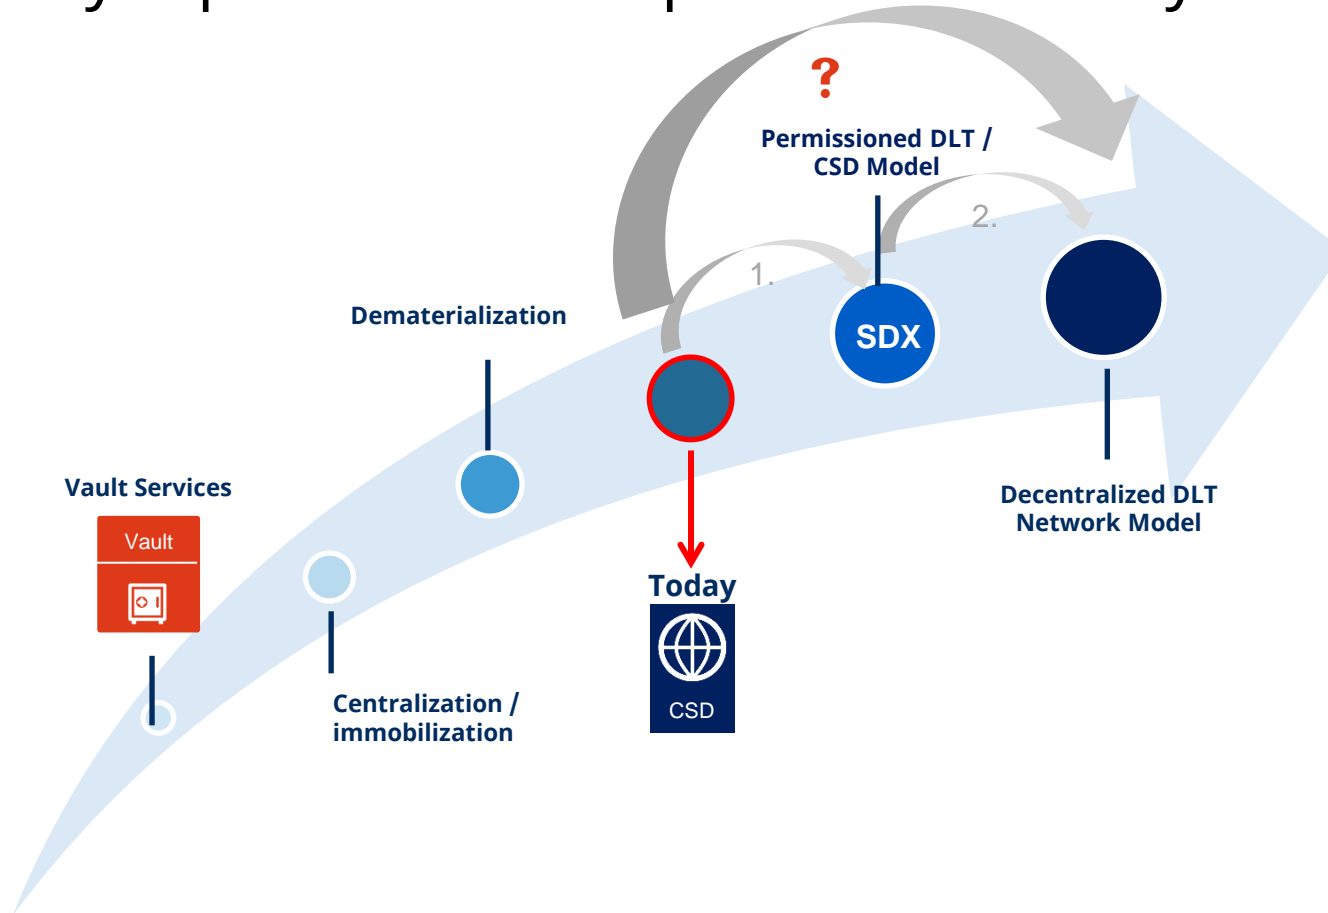 ?
Permissioned DLT /
CSD Model
2.
1.
Dematerialization
SDX
Vault Services
Vault
Decentralized DLT
Network Model
Today
CSD
Centralization /
immobilization